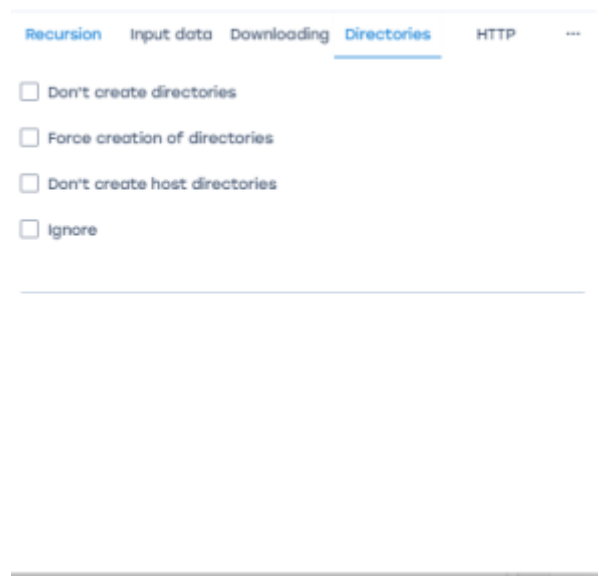 Recursion Input data Downloading Directories HTTP ...
Don't create directories
Force creation of directories
Don't create host directories
Ignore